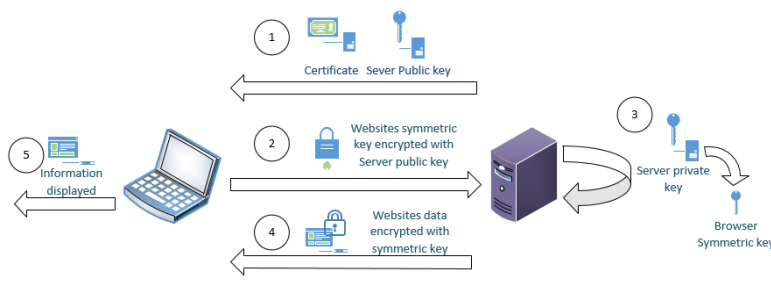 1
Certificate
Sever Public key
2
Websites symmetric
key encrypted with
Server public key
3
Server private
key
Browser
Symmetric key
4
Websites data
encrypted with
symmetric key
5
Information
displayed